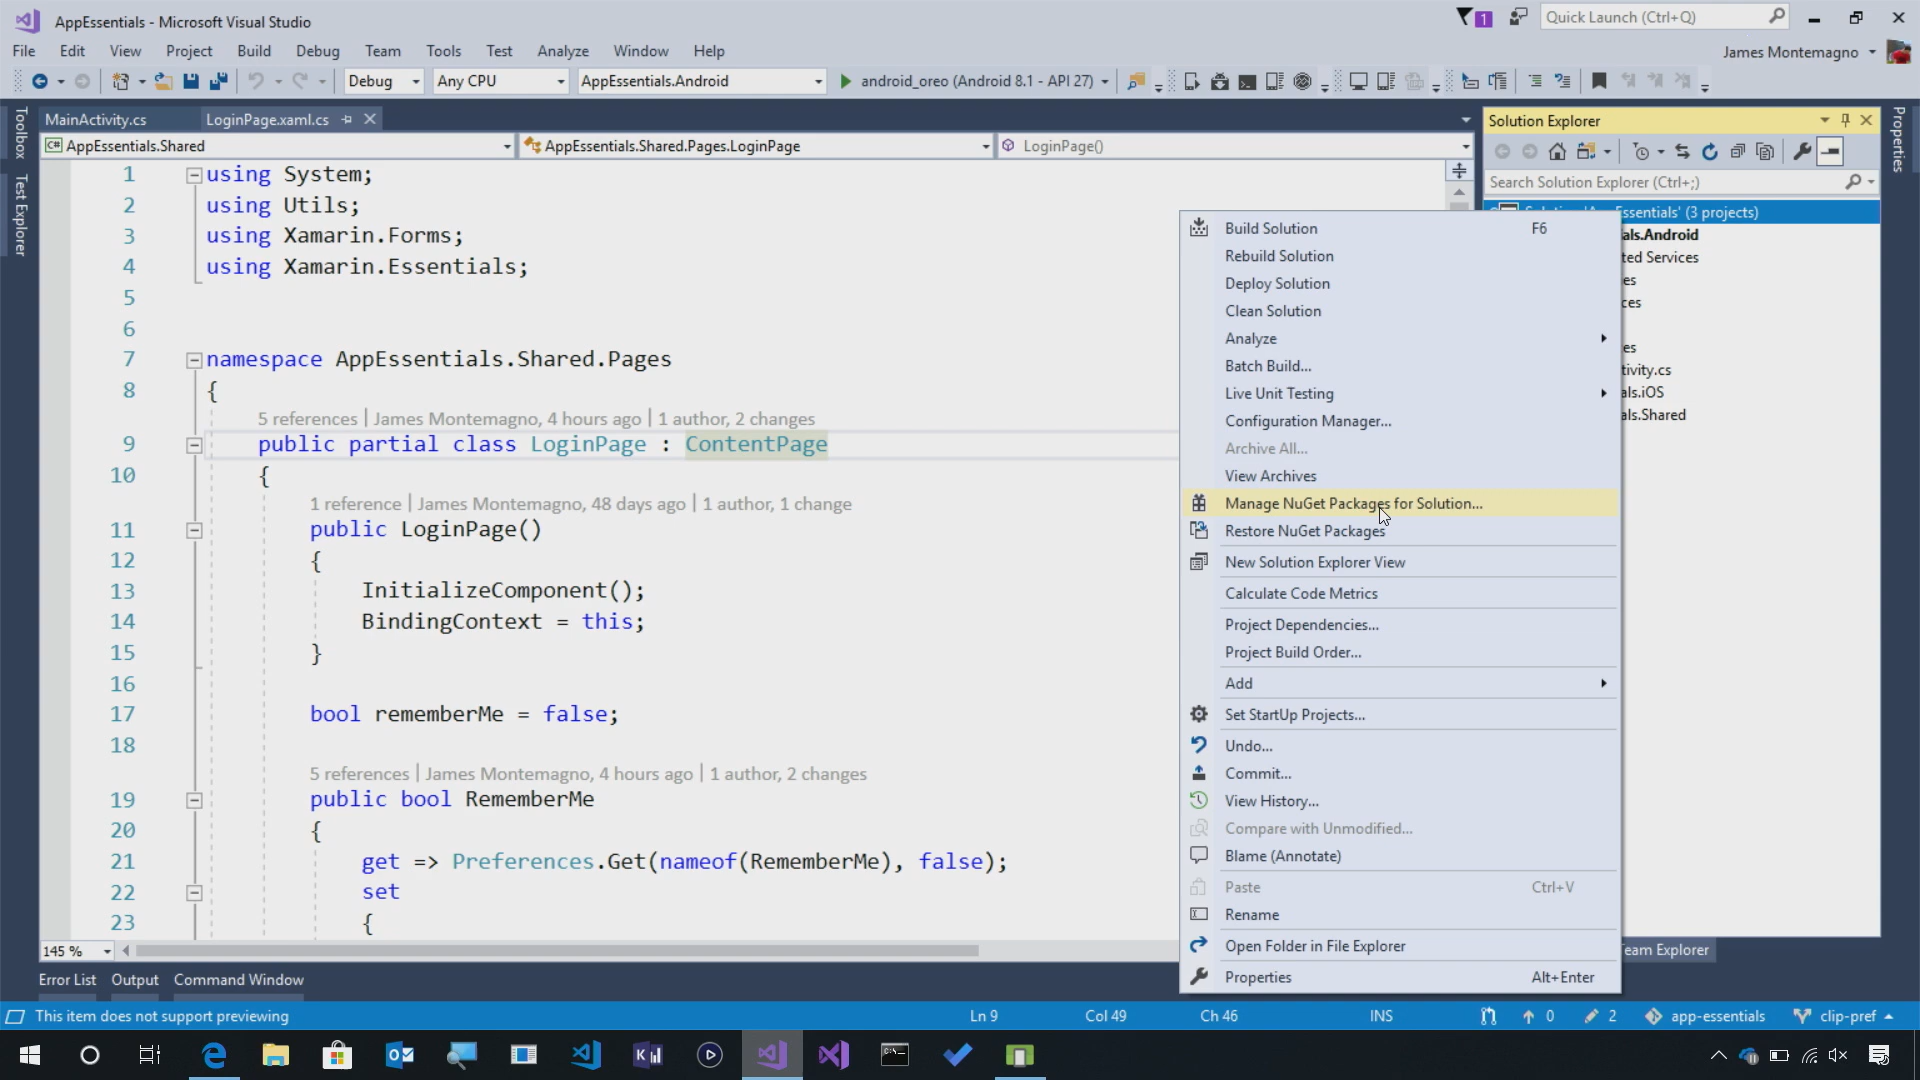 AppEssentials - Microsoft Visual Studio
1
Quick Launch (Ctrl+Q)
File Edit View Project Build Debug Team Tools Test Analyze Window Help
James Montemagno
Debug Any CPU AppEssentials.Android android_oreo (Android 8.1 - API 27)
Toolbox
Test Explorer
MainActivity.cs LoginPage.xaml.cs
AppEssentials.Shared AppEssentials.Shared.Pages.LoginPage LoginPage()
1 using System;
2 using Utils;
3 using Xamarin.Forms;
4 using Xamarin.Essentials;
5
6
7 namespace AppEssentials.Shared.Pages
8 {
5 references | James Montemagno, 4 hours ago | 1 author, 2 changes
9 public partial class LoginPage : ContentPage
10 {
1 reference | James Montemagno, 48 days ago | 1 author, 1 change
11 public LoginPage()
12 {
13 InitializeComponent();
14 BindingContext = this;
15 }
16
17 bool rememberMe = false;
18
5 references | James Montemagno, 4 hours ago | 1 author, 2 changes
19 public bool RememberMe
20 {
21 get => Preferences.Get(nameof(RememberMe), false);
22 set
23 {
145 %
Solution Explorer
Properties
Search Solution Explorer (Ctrl+;)
Essentials' (3 projects)
als.Android
ted Services
es
ces
es
tivity.cs
als.iOS
als.Shared
Build Solution F6
Rebuild Solution
Deploy Solution
Clean Solution
Analyze
Batch Build...
Live Unit Testing
Configuration Manager...
Archive All...
View Archives
Manage NuGet Packages for Solution...
Restore NuGet Packages
New Solution Explorer View
Calculate Code Metrics
Project Dependencies...
Project Build Order...
Add
Set StartUp Projects...
Undo...
Commit...
View History...
Compare with Unmodified...
Blame (Annotate)
Paste Ctrl+V
Rename
Open Folder in File Explorer
Properties Alt+Enter
eam Explorer
Error List Output Command Window
This item does not support previewing Ln 9 Col 49 Ch 46 INS 0 2 app-essentials clip-pref